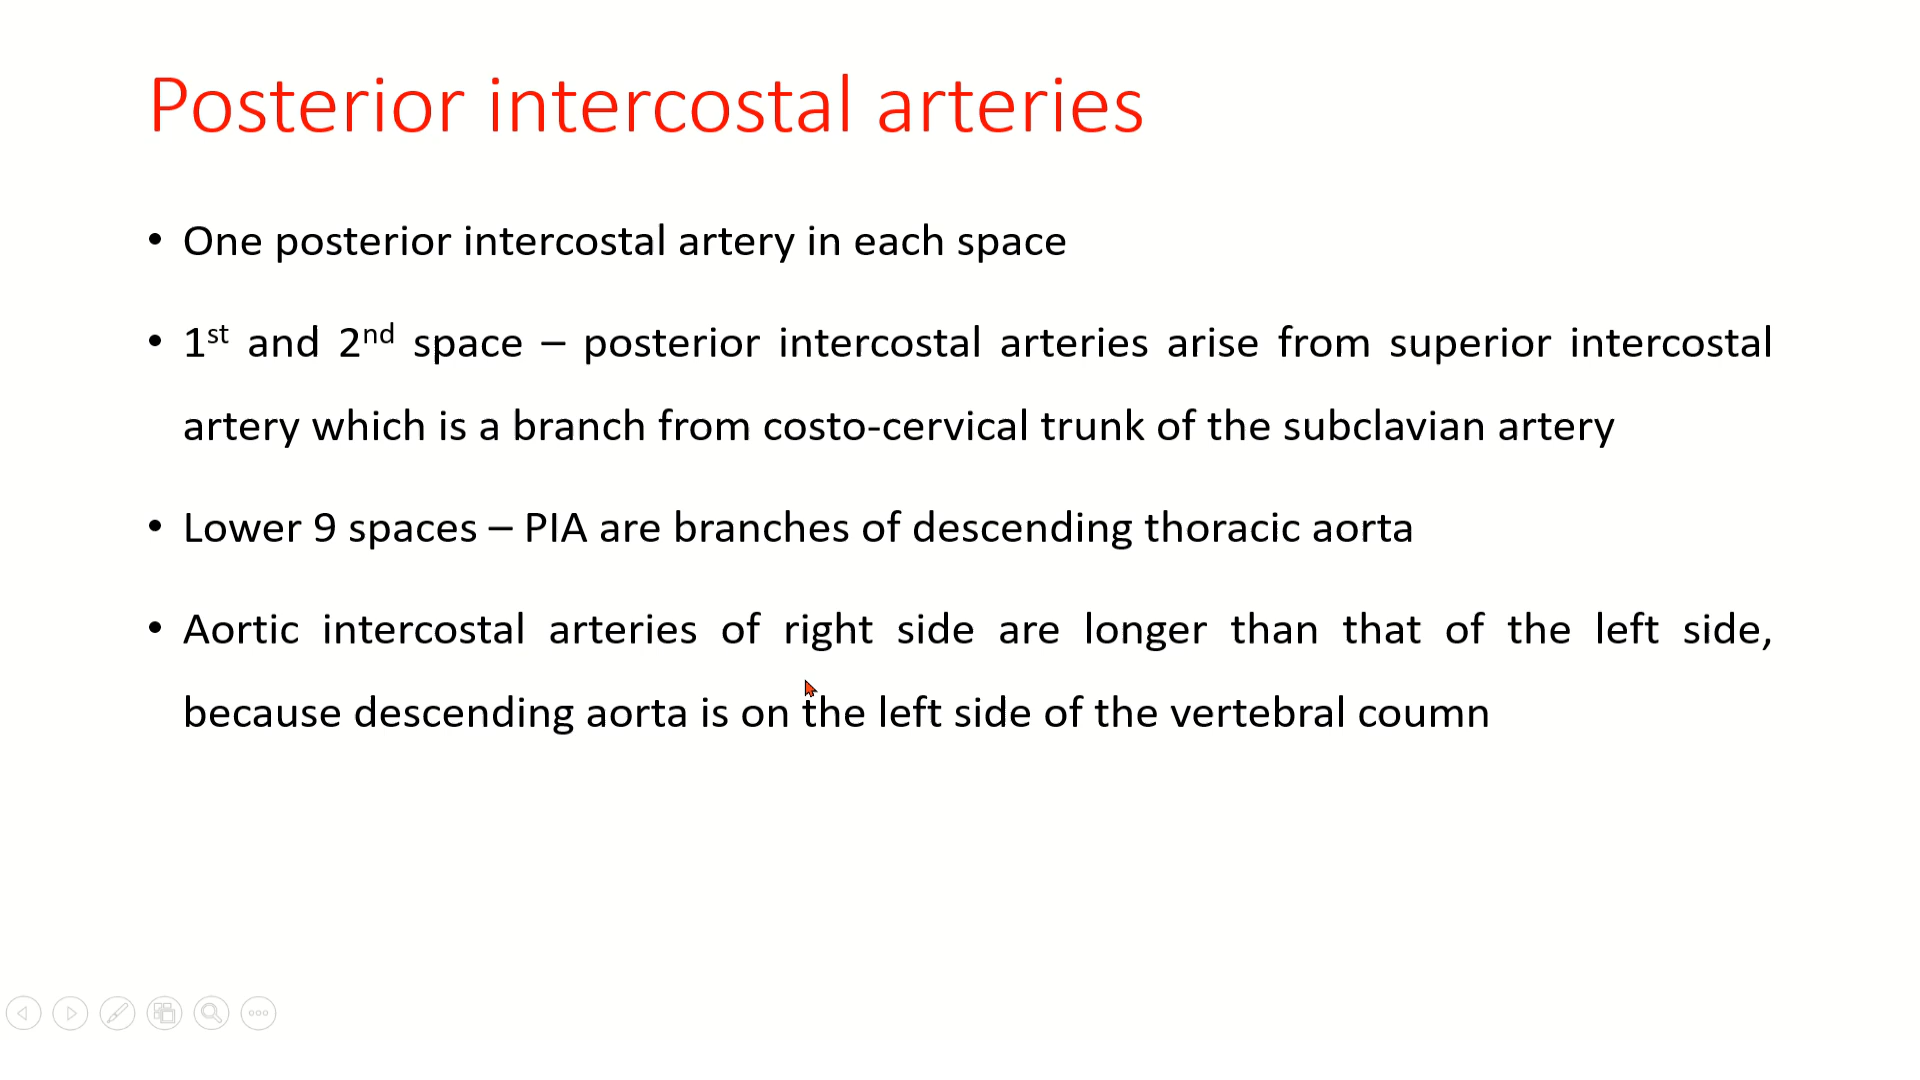 Posterior intercostal arteries
• One posterior intercostal artery in each space
• 1st and 2nd space – posterior intercostal arteries arise from superior intercostal
artery which is a branch from costo-cervical trunk of the subclavian artery
• Lower 9 spaces – PIA are branches of descending thoracic aorta
• Aortic intercostal arteries of right side are longer than that of the left side,
because descending aorta is on the left side of the vertebral coumn